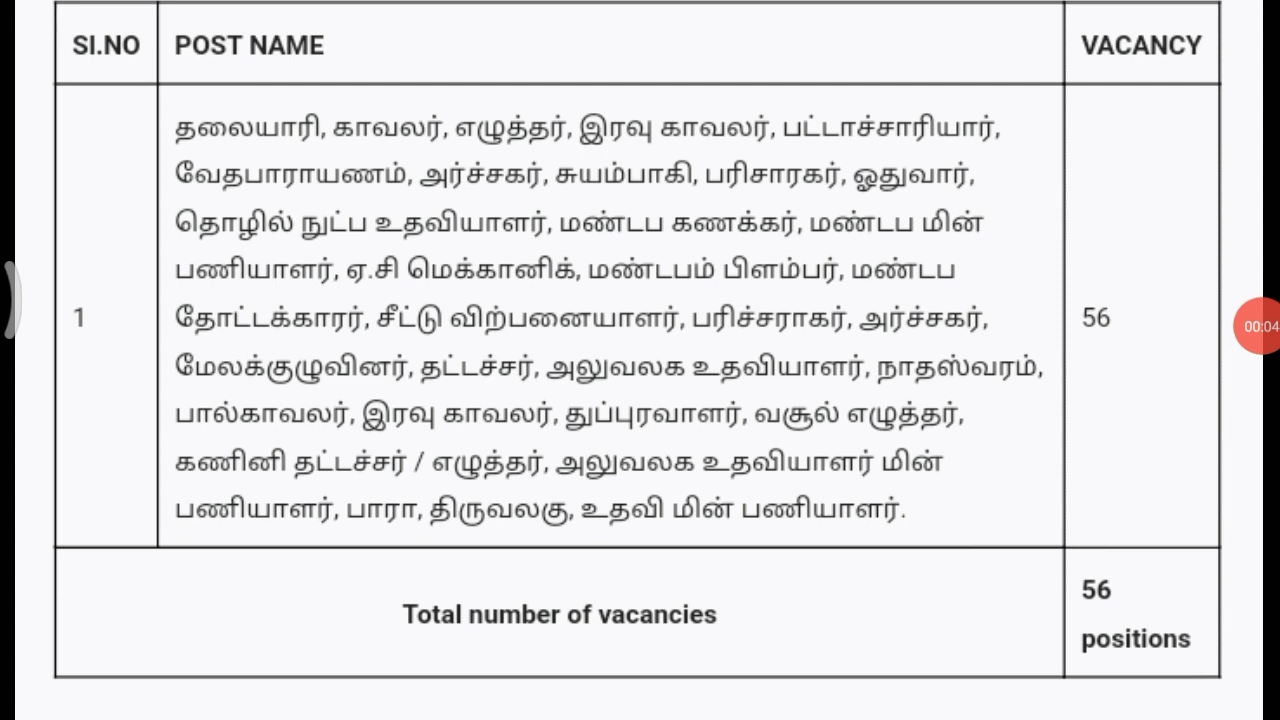 SI.NO POST NAME VACANCY
தலையாரி, காவலர், எழுத்தர், இரவு காவலர், பட்டாச்சாரியார்,
வேதபாராயணம், அர்ச்சகர், சுயம்பாகி, பரிசாரகர், ஓதுவார்,
தொழில் நுட்ப உதவியாளர், மண்டப கணக்கர், மண்டப மின்
பணியாளர், ஏ.சி மெக்கானிக், மண்டபம் பிளம்பர், மண்டப
1 தோட்டக்காரர், சீட்டு விற்பனையாளர், பரிச்சராகர், அர்ச்சகர், 56
மேலக்குழுவினர், தட்டச்சர், அலுவலக உதவியாளர், நாதஸ்வரம்,
பால்காவலர், இரவு காவலர், துப்புரவாளர், வசூல் எழுத்தர்,
கணினி தட்டச்சர் / எழுத்தர், அலுவலக உதவியாளர் மின்
பணியாளர், பாரா, திருவலகு, உதவி மின் பணியாளர்.
Total number of vacancies
56
positions
00:04